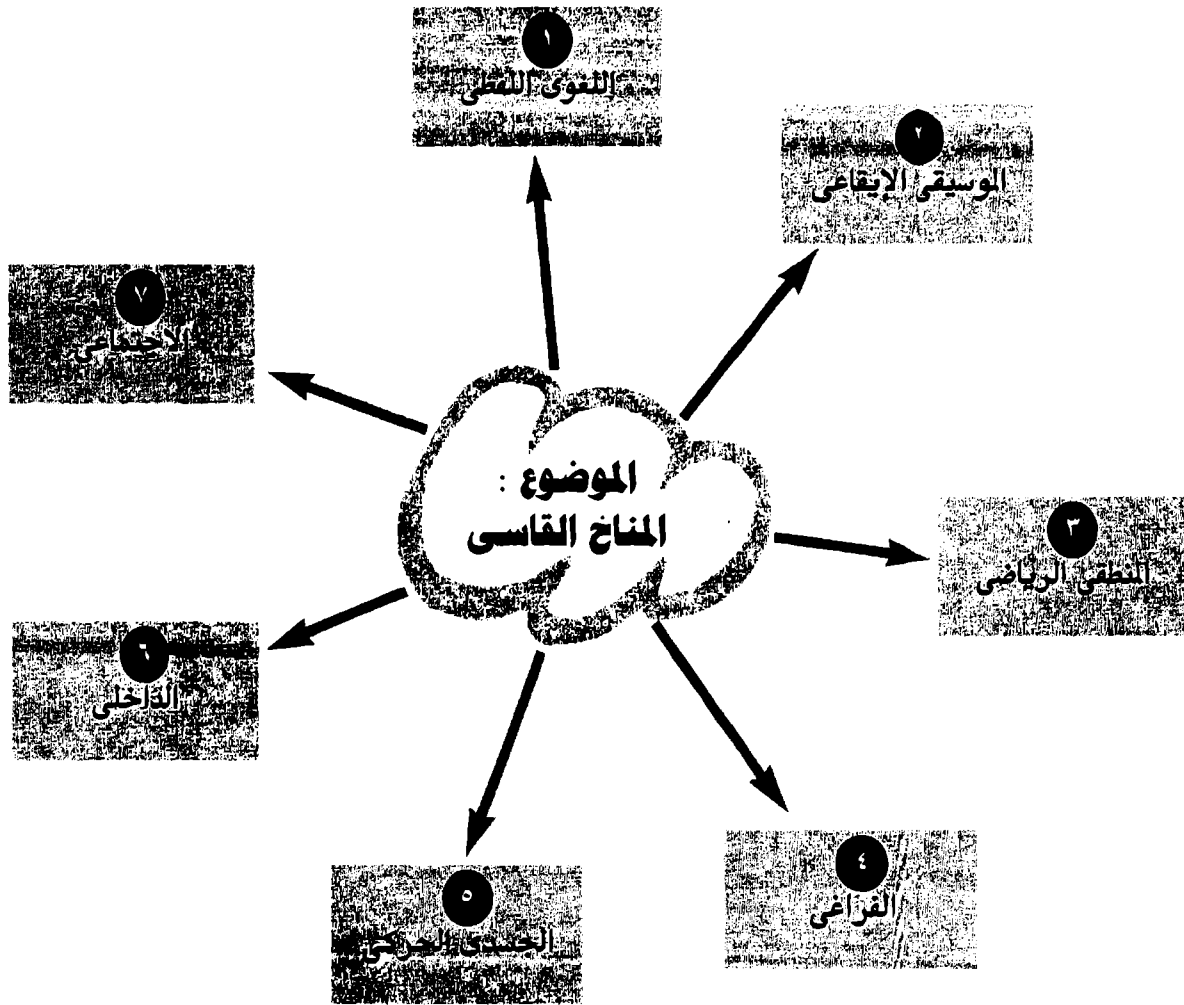 ١
اللغوى اللفظى
٢
الموسيقى الإيقاعى
٣
المنطقى الرياضى
٤
الفراغى
٥
الجسدى الحركى
٦
الداخلى
٧
الاجتماعى
الموضوع :
المناخ القاسى